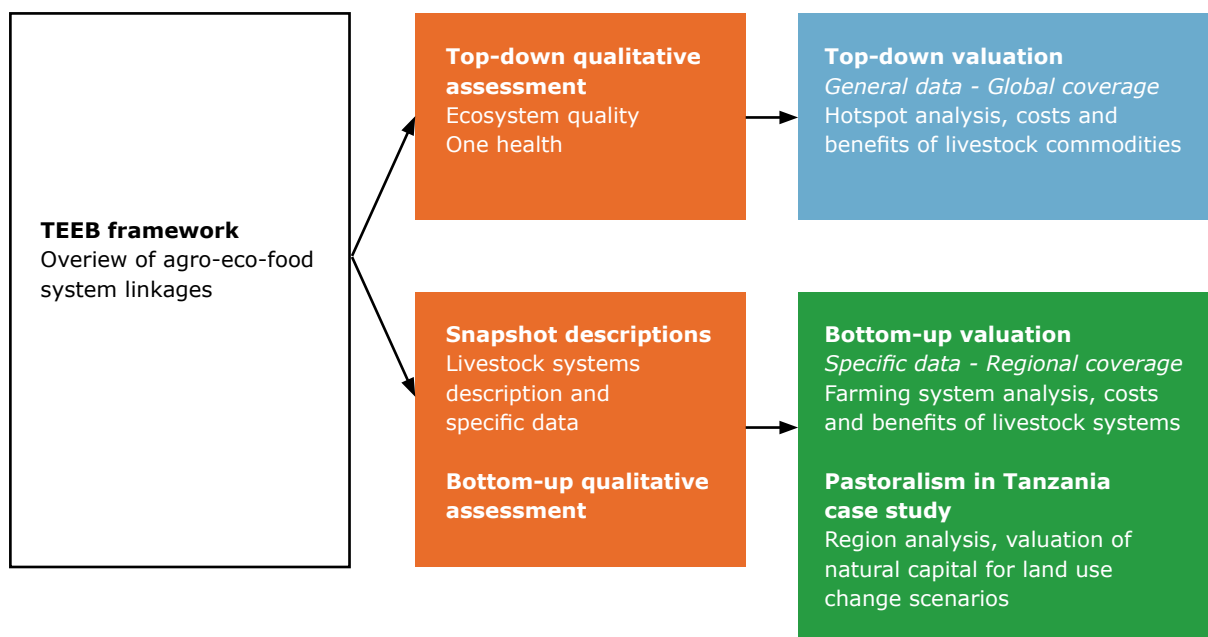 TEEB framework
Overiew of agro-eco-food
system linkages
Top-down qualitative
assessment
Ecosystem quality
One health
Top-down valuation
General data - Global coverage
Hotspot analysis, costs and
benefits of livestock commodities
Snapshot descriptions
Livestock systems
description and
specific data
Bottom-up qualitative
assessment
Bottom-up valuation
Specific data - Regional coverage
Farming system analysis, costs
and benefits of livestock systems
Pastoralism in Tanzania
case study
Region analysis, valuation of
natural capital for land use
change scenarios